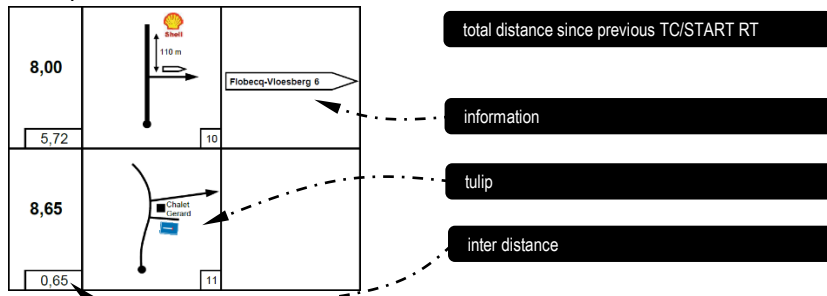 total distance since previous TC/START RT
Shell
110 m
8,00
Flobecq-Vloesberg 6
5,72
10
information
tulip
8,65
Chalet
Gerard
inter distance
0,65
11